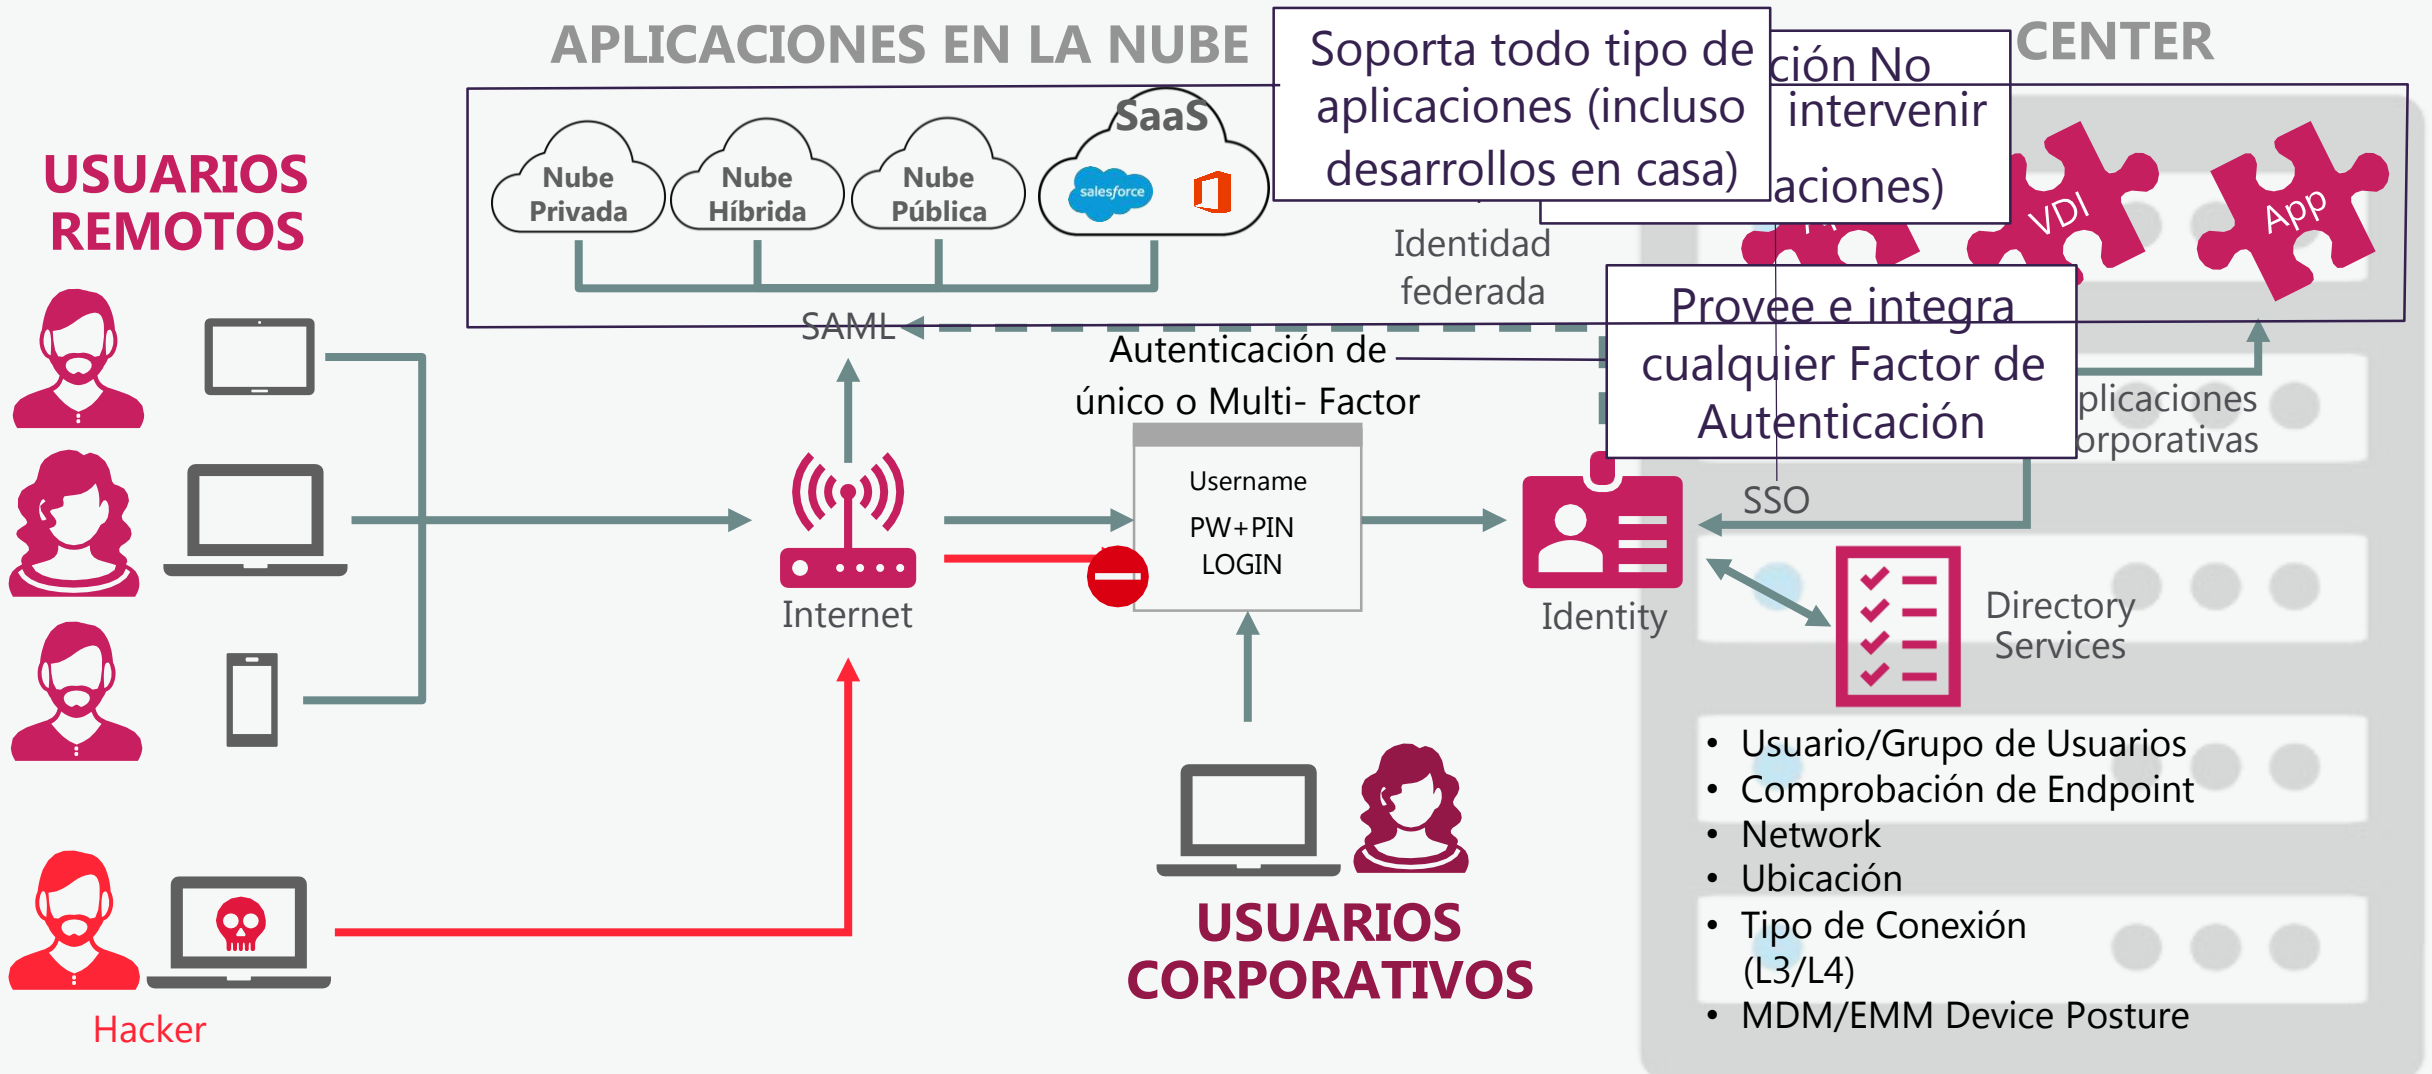 APLICACIONES EN LA NUBE
CENTER
Soporta todo tipo de
aplicaciones (incluso
desarrollos en casa)
ción No
intervenir
aciones)
USUARIOS
REMOTOS
Nube
Privada
Nube
Híbrida
Nube
Pública
SaaS
salesforce
VDI
App
Identidad
federada
SAML
Provee e integra
cualquier Factor de
Autenticación
Autenticación de
único o Multi- Factor
plicaciones
orporativas
Username
PW+PIN
LOGIN
SSO
Internet
Identity
Directory
Services
Usuario/Grupo de Usuarios
Comprobación de Endpoint
Network
Ubicación
Tipo de Conexión
(L3/L4)
MDM/EMM Device Posture
USUARIOS
CORPORATIVOS
Hacker